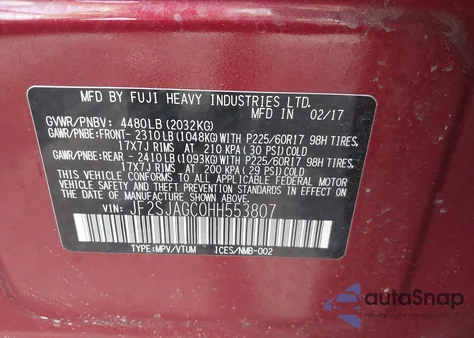 MFD BY FUJI HEAVY INDUSTRIES LTD.
GVWR/PNBV: 4480LB (2032KG) MFD IN 02/17
GAWR/PNBE:FRONT- 2310LB (1048KG)WITH P225/60R17 98H TIRES,
17X7J RIMS AT 210 KPA ( 30 PSI) COLD
GAWR/PNBE:REAR - 2410LB (1093KG)WITH P225/60R17 98H TIRES,
17X7J RIMS AT 200 KPA ( 29 PSI) COLD
THIS VEHICLE CONFORMS TO ALL APPLICABLE FEDERAL
MOTOR VEHICLE SAFETY, BUMPER, AND THEFT PREVENTION
STANDARDS IN EFFECT ON THE DATE OF MANUFACTURE
SHOWN ABOVE.
JF2SJAGC0HH553807
TYPE:MPV/VTUM ICES/NMB-002
autoSnap